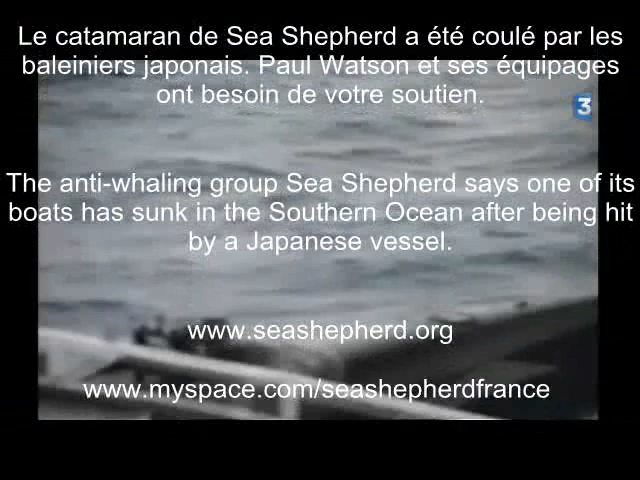 Le catamaran de Sea Shepherd a été coulé par les
baleiniers japonais. Paul Watson et ses équipages
ont besoin de votre soutien.
3
The anti-whaling group Sea Shepherd says one of its
boats has sunk in the Southern Ocean after being hit
by a Japanese vessel.
www.seashepherd.org
www.myspace.com/seashepherdfrance